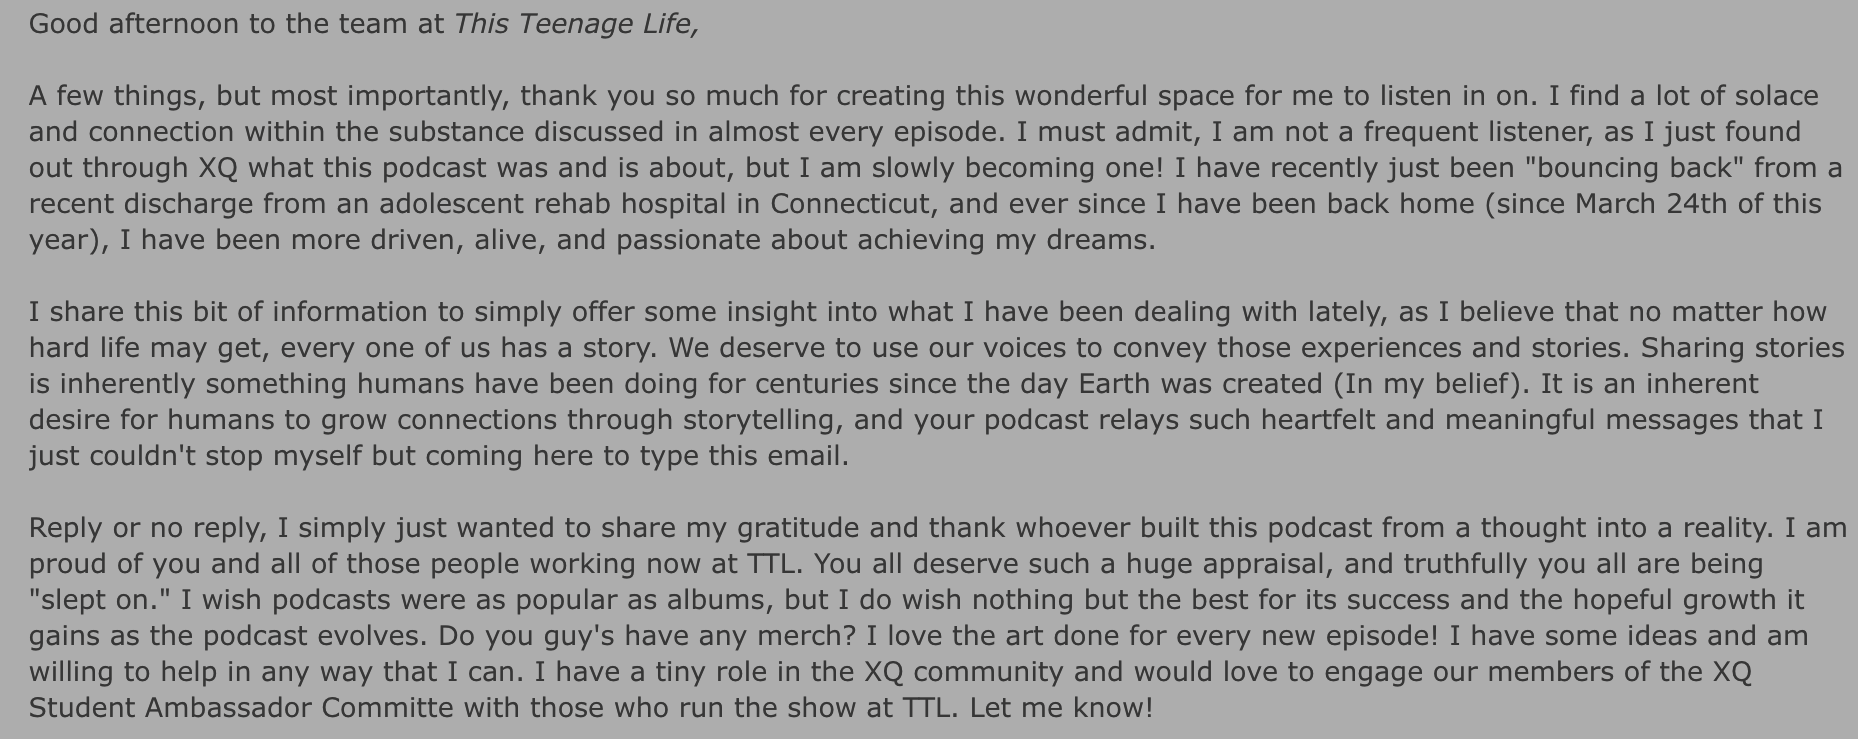 Good afternoon to the team at This Teenage Life,
A few things, but most importantly, thank you so much for creating this wonderful space for me to listen in on. I find a lot of solace
and connection within the substance discussed in almost every episode. I must admit, I am not a frequent listener, as I just found
out through XQ what this podcast was and is about, but I am slowly becoming one! I have recently just been "bouncing back" from a
recent discharge from an adolescent rehab hospital in Connecticut, and ever since I have been back home (since March 24th of this
year), I have been more driven, alive, and passionate about achieving my dreams.
I share this bit of information to simply offer some insight into what I have been dealing with lately, as I believe that no matter how
hard life may get, every one of us has a story. We deserve to use our voices to convey those experiences and stories. Sharing stories
is inherently something humans have been doing for centuries since the day Earth was created (In my belief). It is an inherent
desire for humans to grow connections through storytelling, and your podcast relays such heartfelt and meaningful messages that I
just couldn't stop myself but coming here to type this email.
Reply or no reply, I simply just wanted to share my gratitude and thank whoever built this podcast from a thought into a reality. I am
proud of you and all of those people working now at TTL. You all deserve such a huge appraisal, and truthfully you all are being
"slept on." I wish podcasts were as popular as albums, but I do wish nothing but the best for its success and the hopeful growth it
gains as the podcast evolves. Do you guy's have any merch? I love the art done for every new episode! I have some ideas and am
willing to help in any way that I can. I have a tiny role in the XQ community and would love to engage our members of the XQ
Student Ambassador Committe with those who run the show at TTL. Let me know!